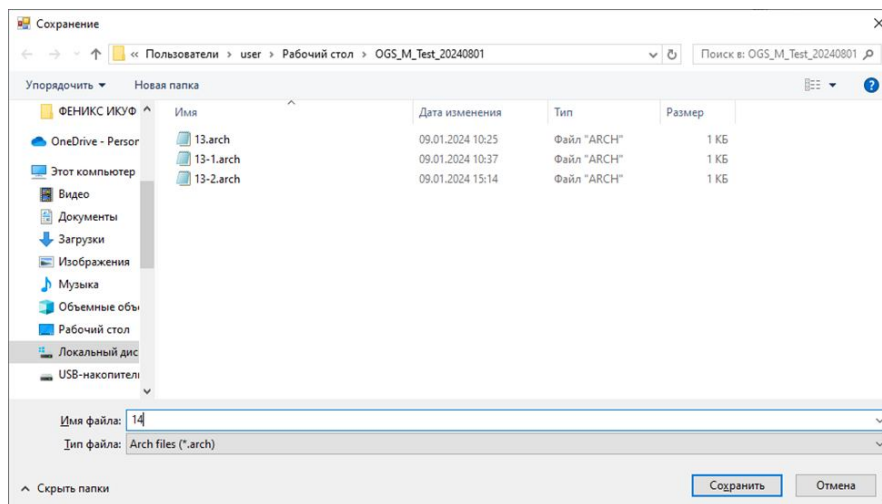 Сохранение
« Пользователи › user › Рабочий стол › OGS_M_Test_20240801
Поиск в: OGS_M_Test_20240801
Упорядочить
Новая папка
ФЕНИКС ИКУФ
OneDrive - Person
Этот компьютер
Видео
Документы
Загрузки
Изображения
Музыка
Объемные объ
Рабочий стол
Локальный дис
USB-накопител
Имя Дата изменения Тип Размер
13.arch 09.01.2024 10:25 Файл "ARCH" 1 КБ
13-1.arch 09.01.2024 10:37 Файл "ARCH" 1 КБ
13-2.arch 09.01.2024 15:14 Файл "ARCH" 1 КБ
Имя файла: 14
Тип файла: Arch files (*.arch)
Скрыть папки
Сохранить
Отмена